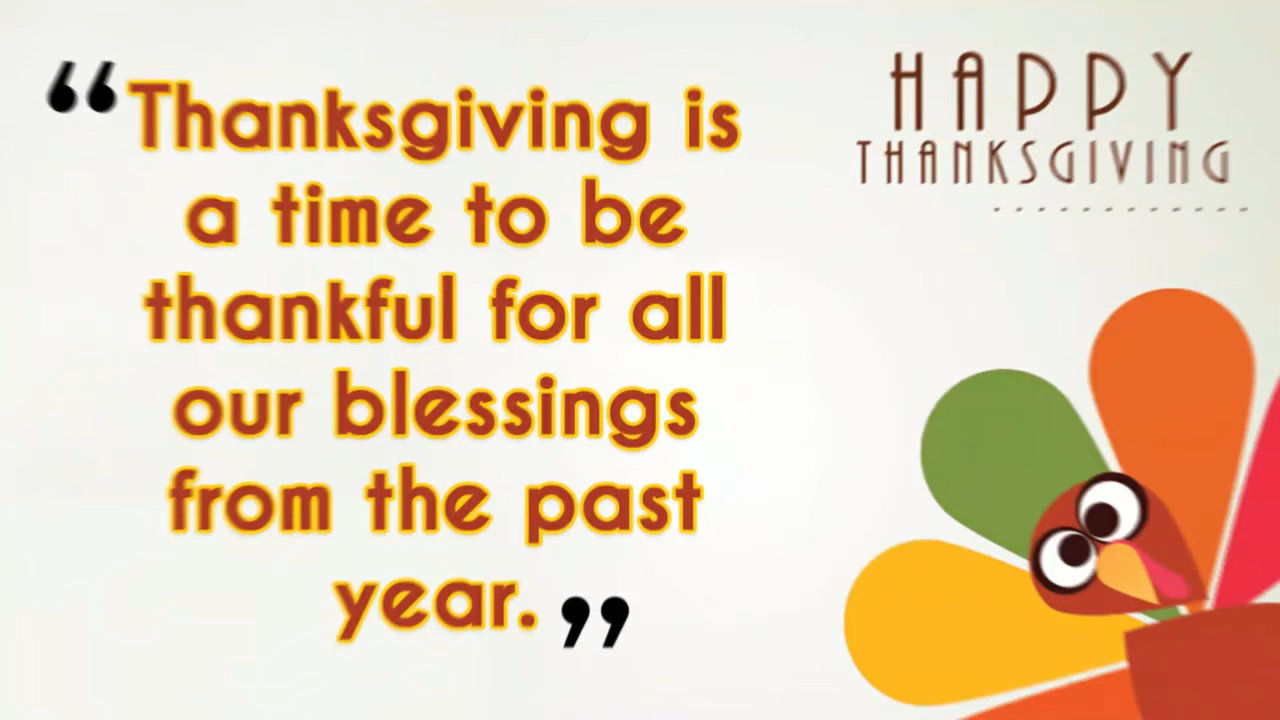 “Thanksgiving is
a time to be
thankful for all
our blessings
from the past
year.”
HAPPY
THANKSGIVING